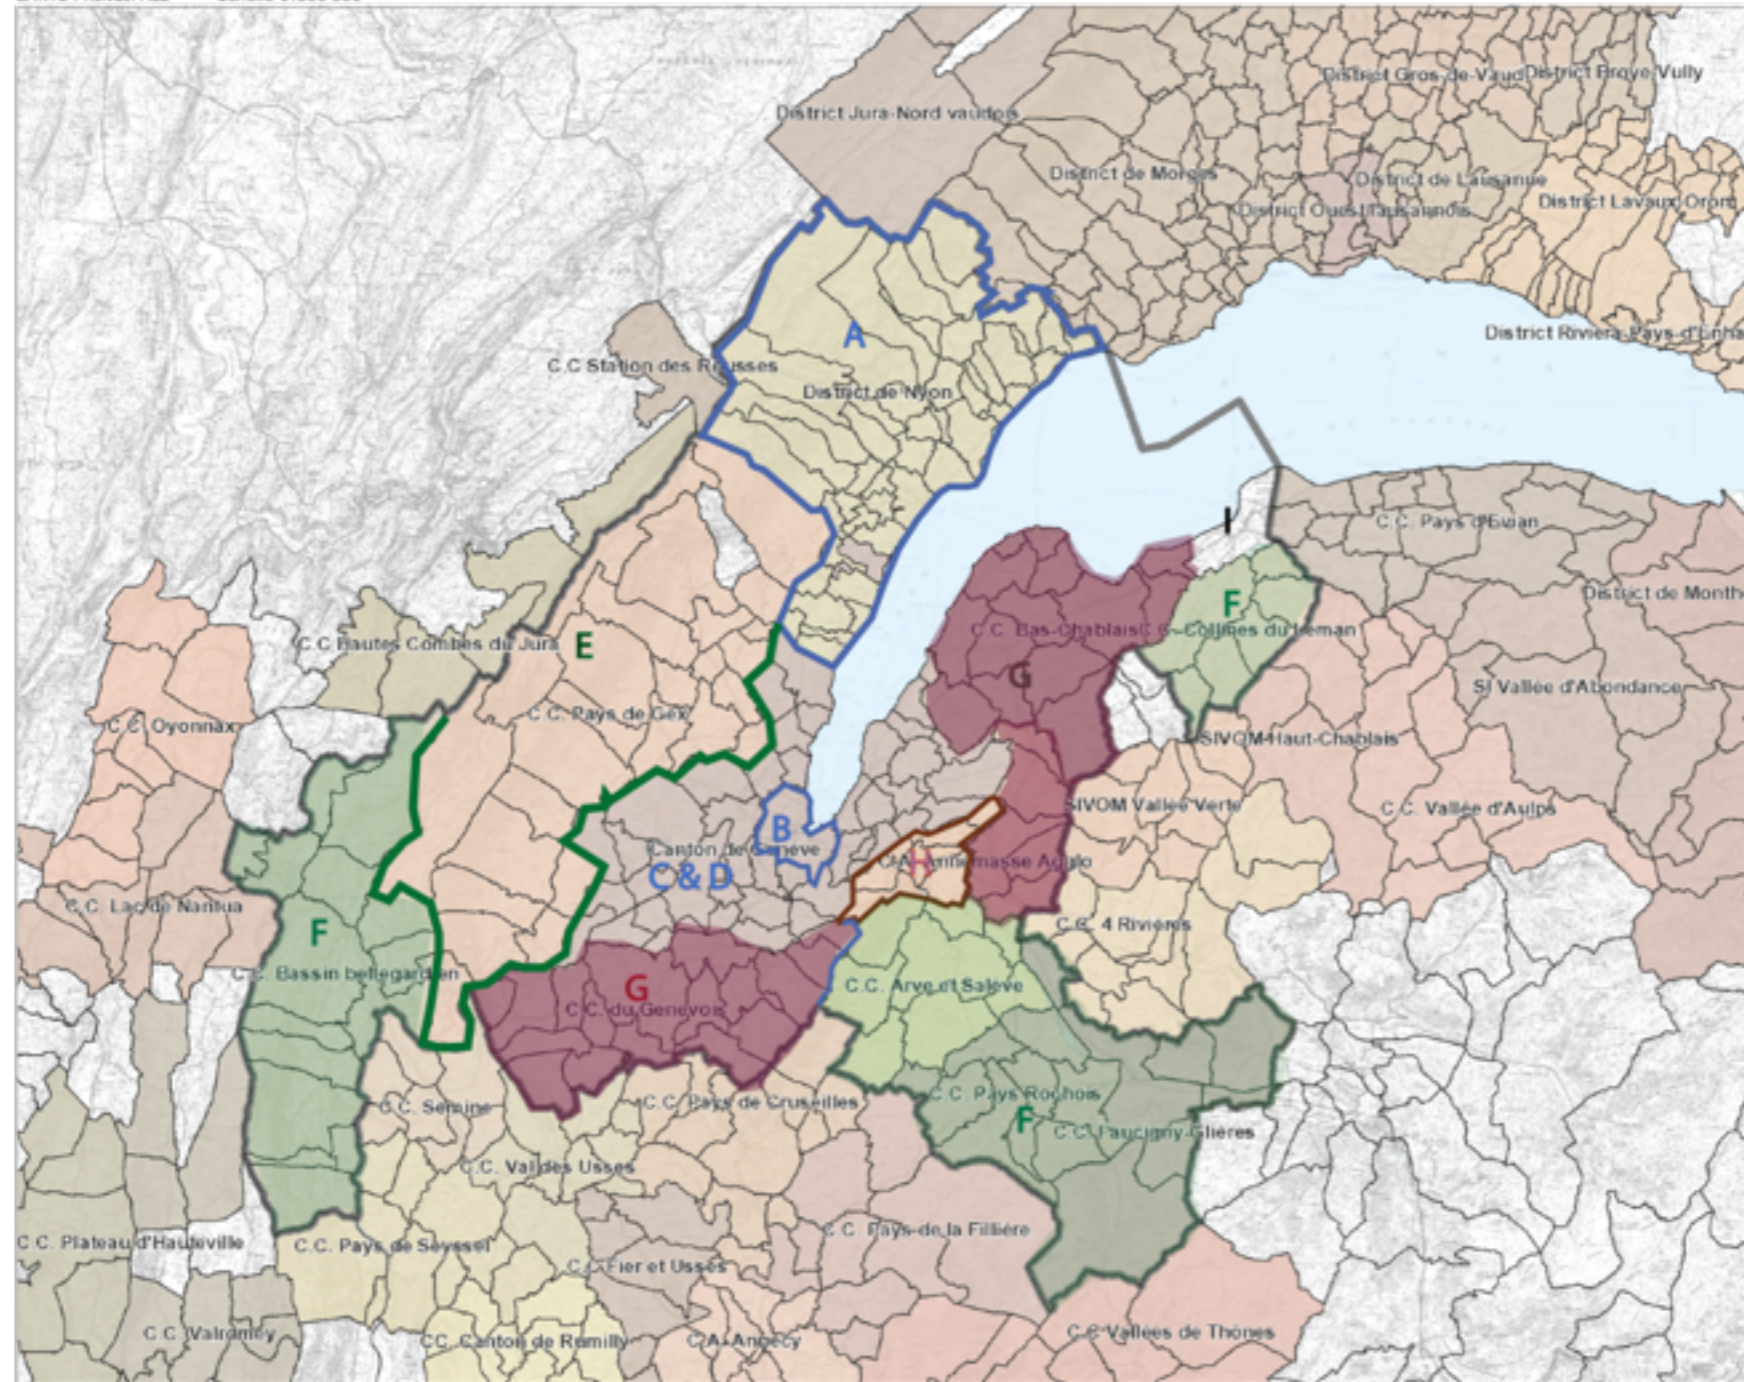 District Gros-de-Vaud
District Broye-Vully
District Jura-Nord vaudois
District de Morges
District de Lausanne
District Ouest lausannois
District Lavaux-Oron
A
District Riviera-Pays-d'Enha
C.C Station des Rousses
District de Nyon
I
C.C. Pays d'Evian
District de Month
F
C.C. Bas-Chablais
C.C. Collines du Léman
C.C Hautes Combes du Jura
E
G
SI Vallée d'Abondance
C.C. Pays de Gex
C.C. Oyonnax
SIVOM Haut-Chablais
SIVOM Vallée Verte
C.C. Vallée d'Aulps
B
Canton de Genève
C.A. Annemasse Agglo
H
C & D
C.C. Lac de Nantua
C.C. 4 Rivières
F
C.C. Bassin bellegardien
G
C.C. Arve et Salève
C.C. du Genevois
C.C. Semine
C.C. Pays de Cruseilles
C.C. Pays Rochois
F
C.C. Faucigny-Glières
C.C. Val des Usses
C.C. Pays de la Fillière
C.C. Plateau d'Hauteville
C.C. Pays de Seyssel
C.C Fier et Usses
C.C. Valromey
CC. Canton de Rumilly
C.A. Annecy
C.C Vallées de Thônes